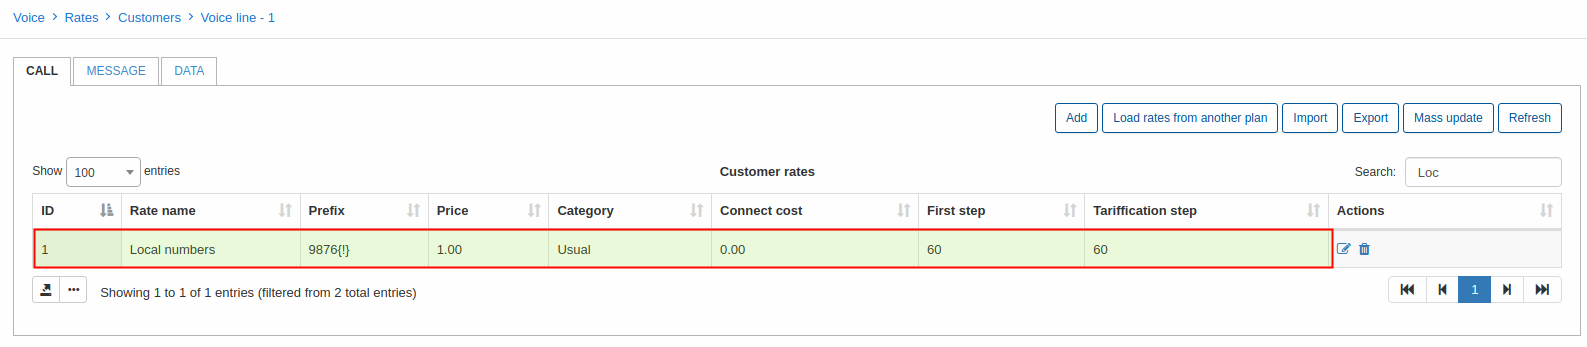 Voice > Rates > Customers > Voice line - 1
CALL MESSAGE DATA
Add Load rates from another plan Import Export Mass update Refresh
Show 100 entries Customer rates Search: Loc
ID Rate name Prefix Price Category Connect cost First step Tariffication step Actions
1 Local numbers 9876{!} 1.00 Usual 0.00 60 60
Showing 1 to 1 of 1 entries (filtered from 2 total entries) 1